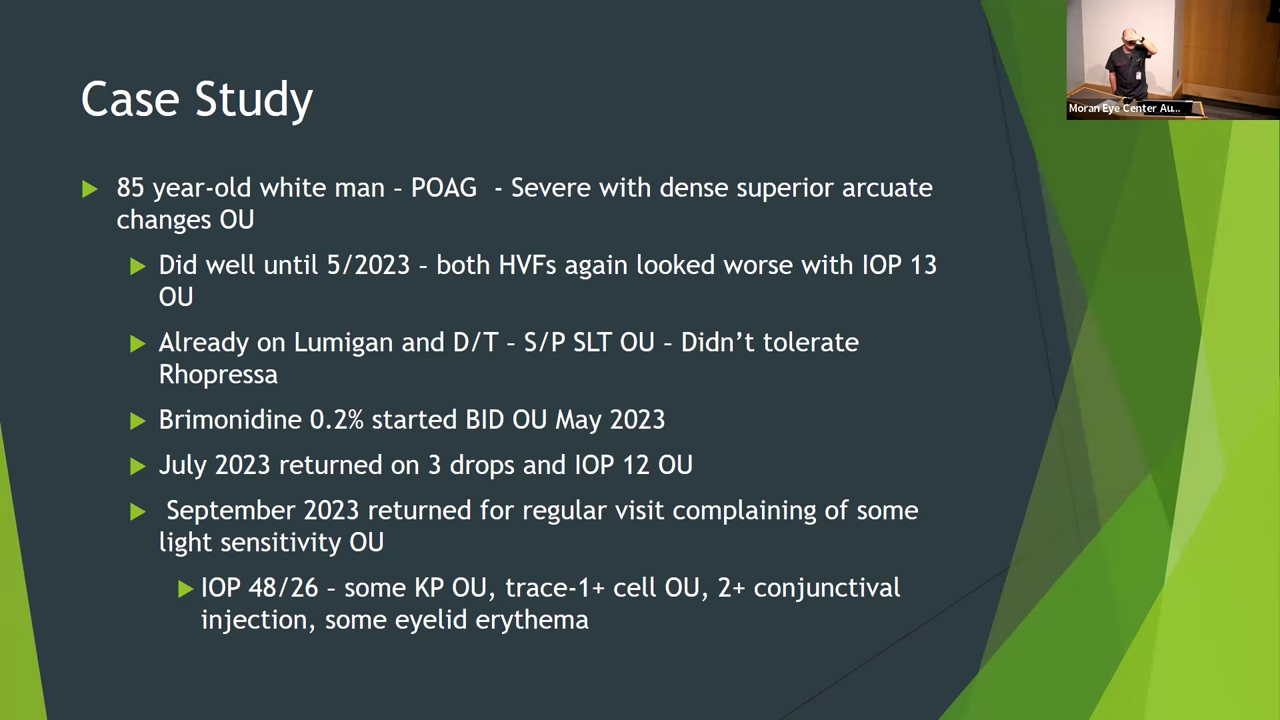 Case Study
85 year-old white man – POAG - Severe with dense superior arcuate
changes OU
Did well until 5/2023 – both HVFs again looked worse with IOP 13
OU
Already on Lumigan and D/T – S/P SLT OU – Didn’t tolerate
Rhopressa
Brimonidine 0.2% started BID OU May 2023
July 2023 returned on 3 drops and IOP 12 OU
September 2023 returned for regular visit complaining of some
light sensitivity OU
IOP 48/26 – some KP OU, trace-1+ cell OU, 2+ conjunctival
injection, some eyelid erythema
Moran Eye Center Au...